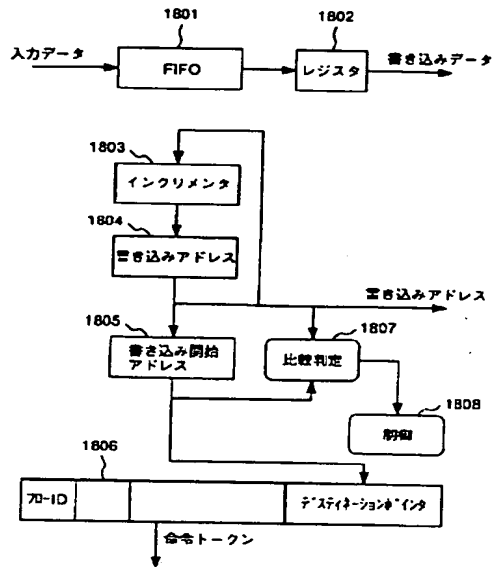 1801
1802
入力データ
FIFO
レジスタ
書き込みデータ
1803
インクリメンタ
1804
書き込みアドレス
書き込みアドレス
1805
1807
書き込み開始
アドレス
比較判定
1808
制御
1806
フローID
デスティネーションポインタ
命令トークン